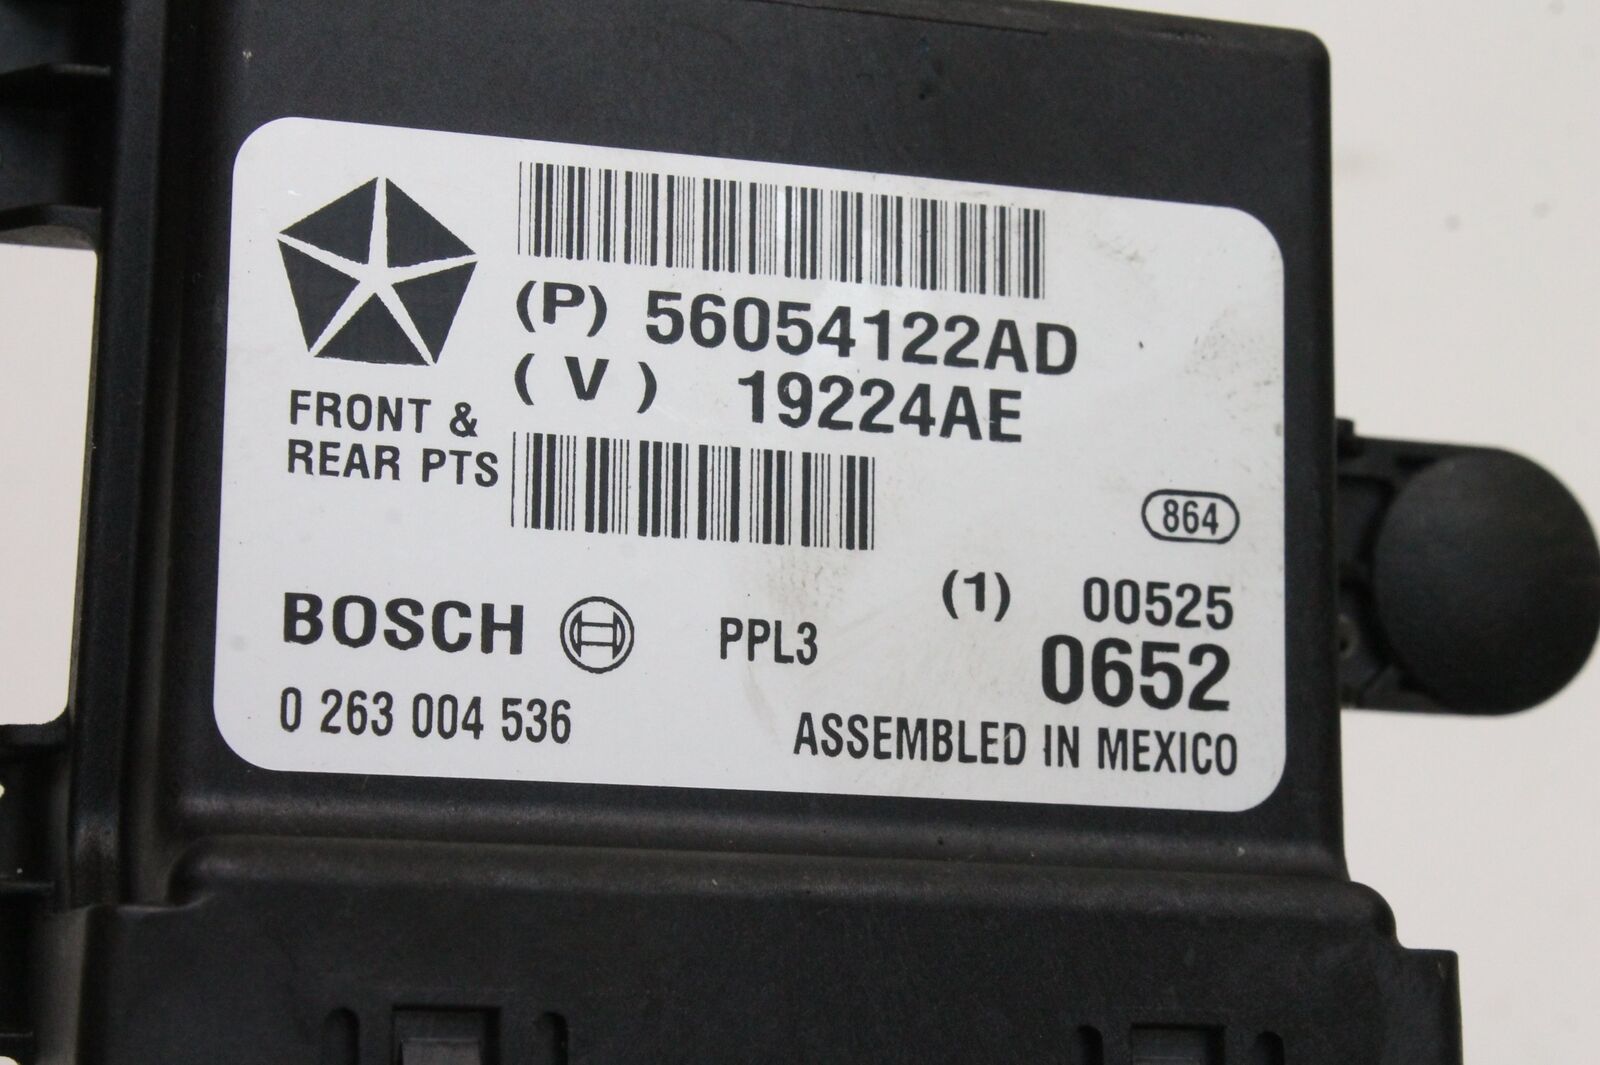 (P) 56054122AD
(V) 19224AE
FRONT &
REAR PTS
864
(1) 00525
BOSCH PPL3 0652
0 263 004 536
ASSEMBLED IN MEXICO